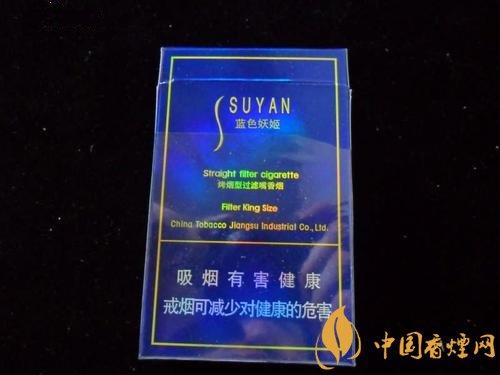 SUYAN
蓝色妖姬
Straight filter cigarette
烤烟型过滤嘴香烟
Filter King Size
China Tobacco Jiangsu Industrial Co., Ltd.
吸烟有害健康
戒烟可减少对健康的危害
中国香煙网